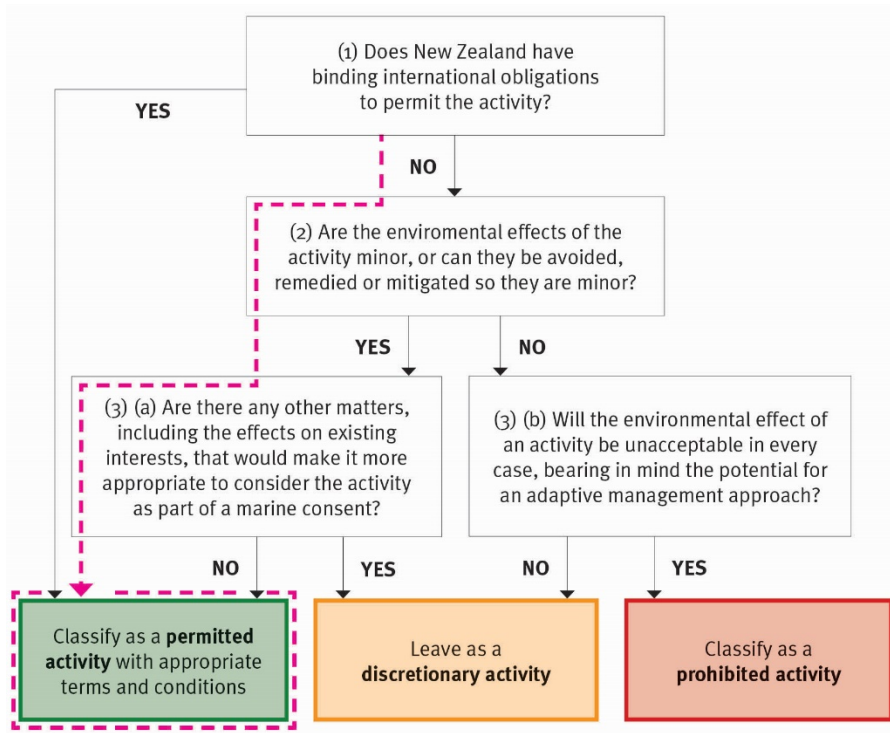 (1) Does New Zealand have
binding international obligations
to permit the activity?
YES
NO
(2) Are the enviromental effects of the
activity minor, or can they be avoided,
remedied or mitigated so they are minor?
YES
NO
(3) (a) Are there any other matters,
including the effects on existing
interests, that would make it more
appropriate to consider the activity
as part of a marine consent?
(3) (b) Will the environmental effect of
an activity be unacceptable in every
case, bearing in mind the potential for
an adaptive management approach?
NO
YES
NO
YES
Classify as a permitted
activity with appropriate
terms and conditions
Leave as a
discretionary activity
Classify as a
prohibited activity